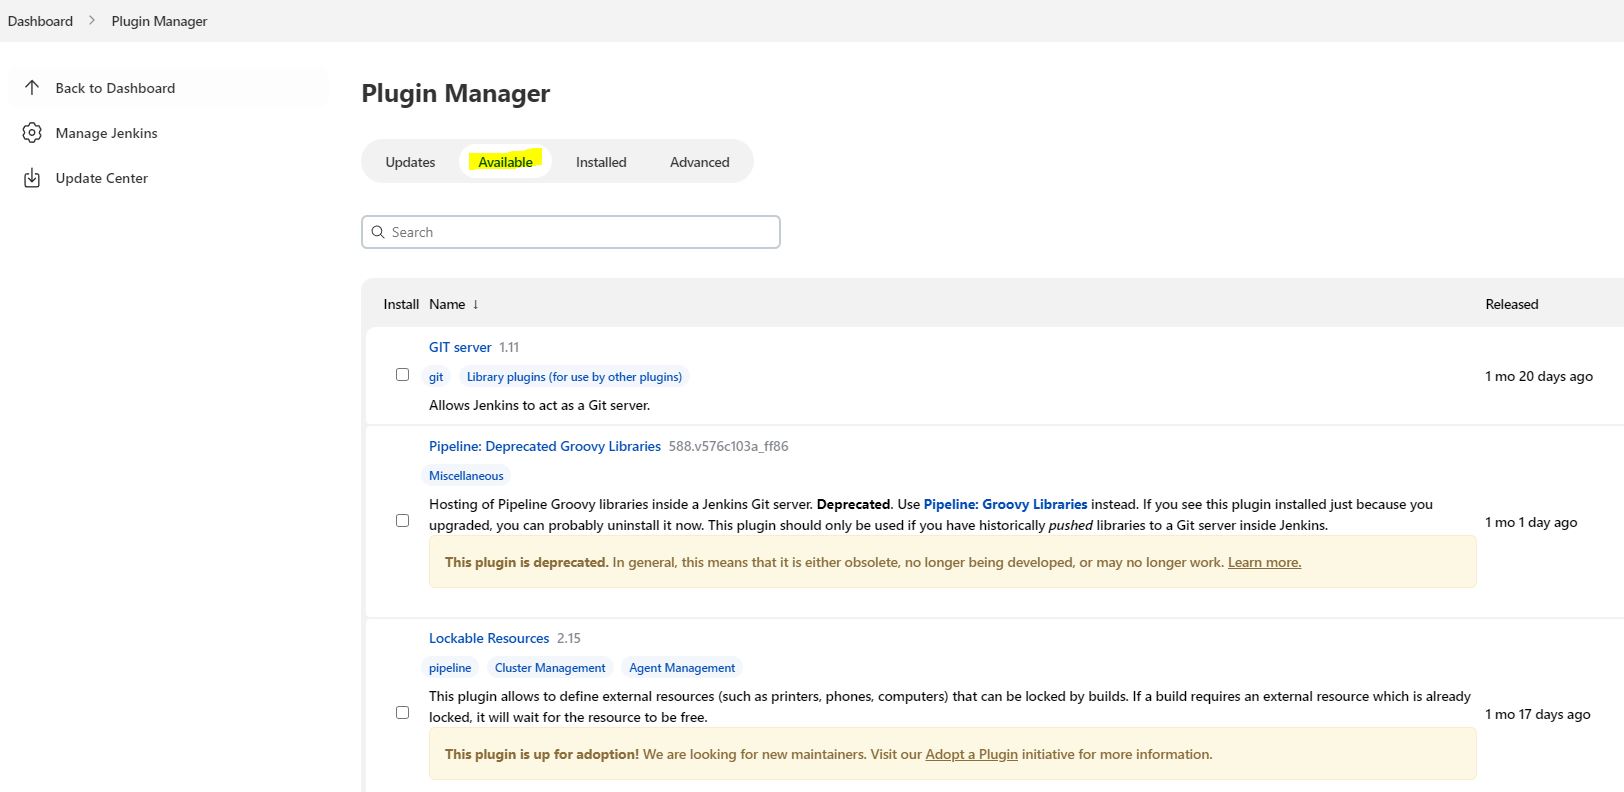 Dashboard > Plugin Manager
Back to Dashboard
Manage Jenkins
Update Center
Plugin Manager
Updates Available Installed Advanced
Search
Install Name ↓ Released
GIT server 1.11
git Library plugins (for use by other plugins)
1 mo 20 days ago
Allows Jenkins to act as a Git server.
Pipeline: Deprecated Groovy Libraries 588.v576c103a_ff86
Miscellaneous
Hosting of Pipeline Groovy libraries inside a Jenkins Git server. Deprecated. Use Pipeline: Groovy Libraries instead. If you see this plugin installed just because you
upgraded, you can probably uninstall it now. This plugin should only be used if you have historically pushed libraries to a Git server inside Jenkins.
1 mo 1 day ago
This plugin is deprecated. In general, this means that it is either obsolete, no longer being developed, or may no longer work. Learn more.
Lockable Resources 2.15
pipeline Cluster Management Agent Management
This plugin allows to define external resources (such as printers, phones, computers) that can be locked by builds. If a build requires an external resource which is already
locked, it will wait for the resource to be free.
1 mo 17 days ago
This plugin is up for adoption! We are looking for new maintainers. Visit our Adopt a Plugin initiative for more information.